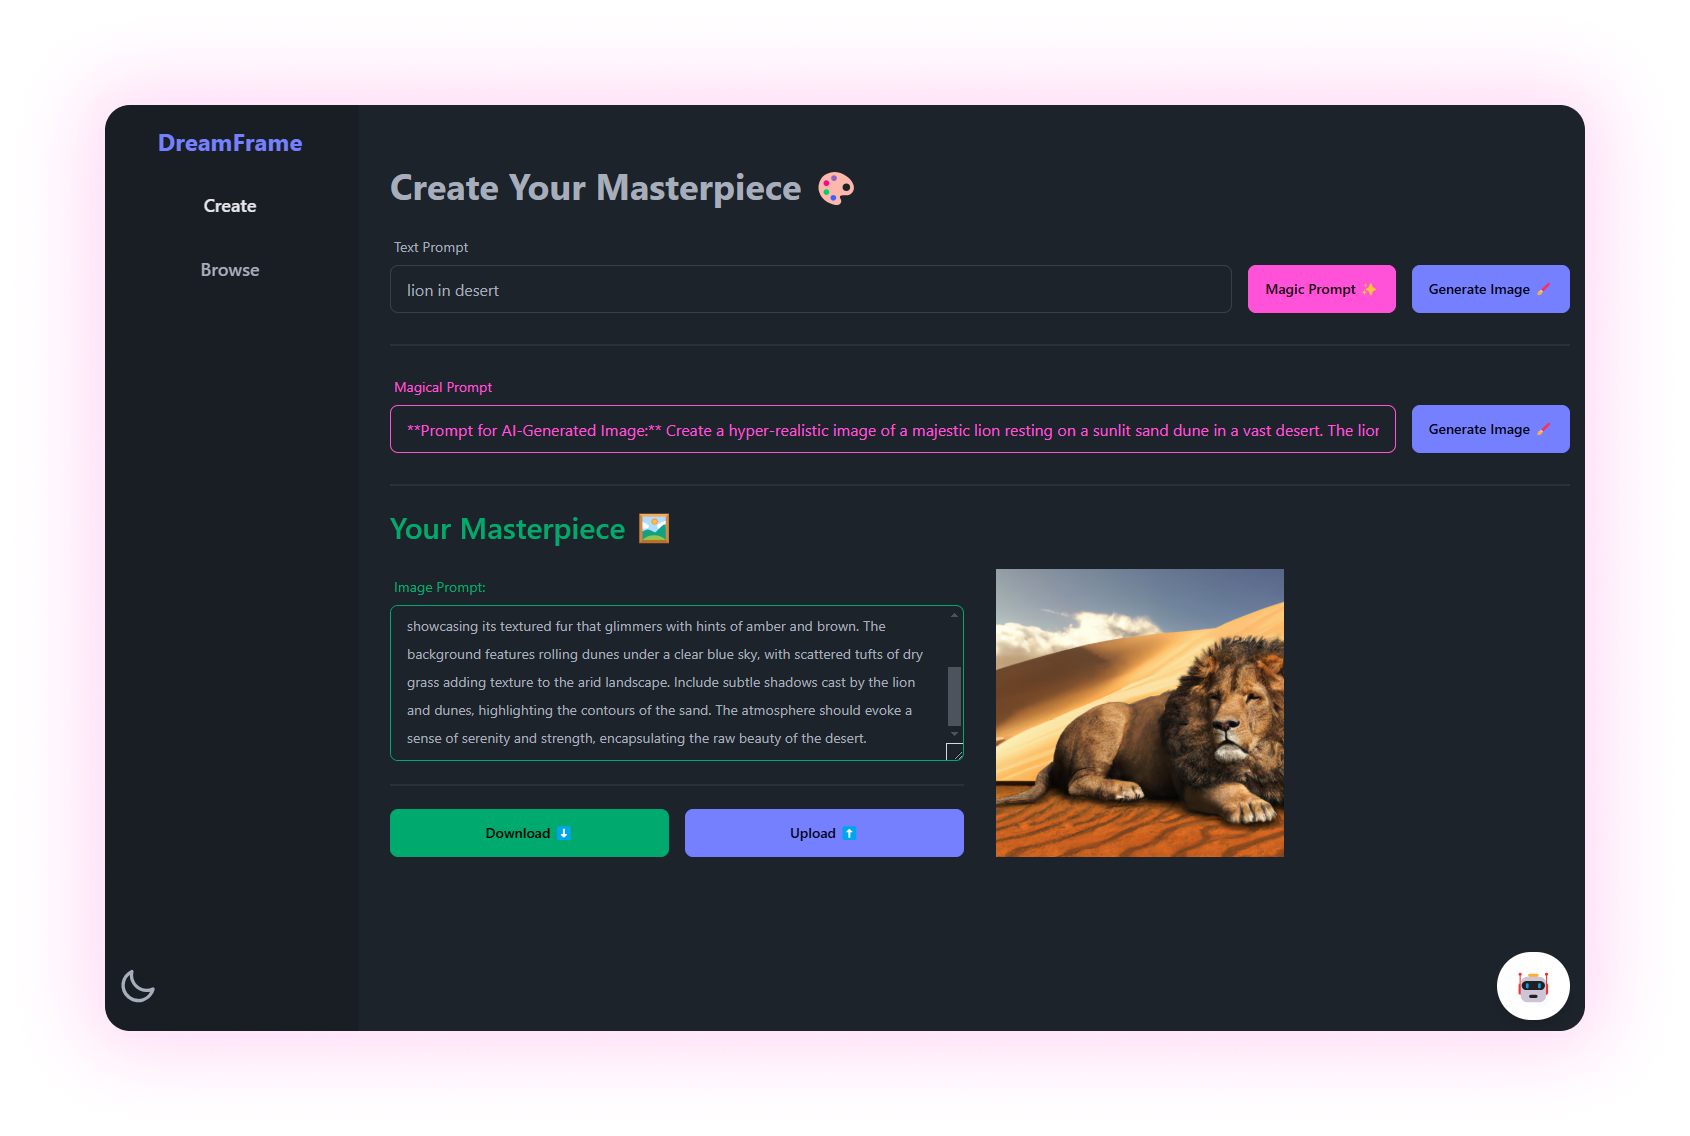 DreamFrame
Create
Browse
Create Your Masterpiece 🎨
Text Prompt
lion in desert
Magic Prompt ✨
Generate Image 🖌️
Magical Prompt
**Prompt for AI-Generated Image:** Create a hyper-realistic image of a majestic lion resting on a sunlit sand dune in a vast desert. The lion
Generate Image 🖌️
Your Masterpiece 🖼️
Image Prompt:
showcasing its textured fur that glimmers with hints of amber and brown. The
background features rolling dunes under a clear blue sky, with scattered tufts of dry
grass adding texture to the arid landscape. Include subtle shadows cast by the lion
and dunes, highlighting the contours of the sand. The atmosphere should evoke a
sense of serenity and strength, encapsulating the raw beauty of the desert.
Download ⬇️
Upload ⬆️